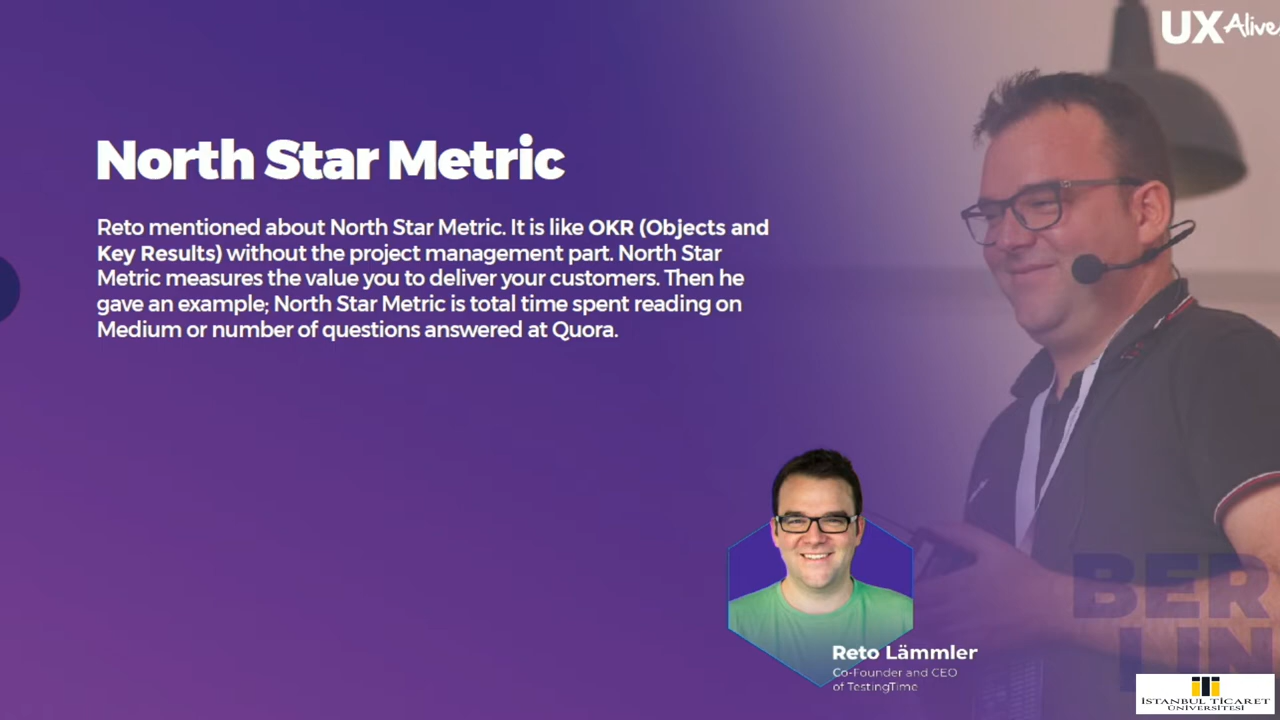 UX Alive
North Star Metric
Reto mentioned about North Star Metric. It is like OKR (Objects and
Key Results) without the project management part. North Star
Metric measures the value you to deliver your customers. Then he
gave an example; North Star Metric is total time spent reading on
Medium or number of questions answered at Quora.
Reto Lämmler
Co-Founder and CEO
of TestingTime
BER
LIN
İSTANBUL TİCARET
ÜNİVERSİTESİ